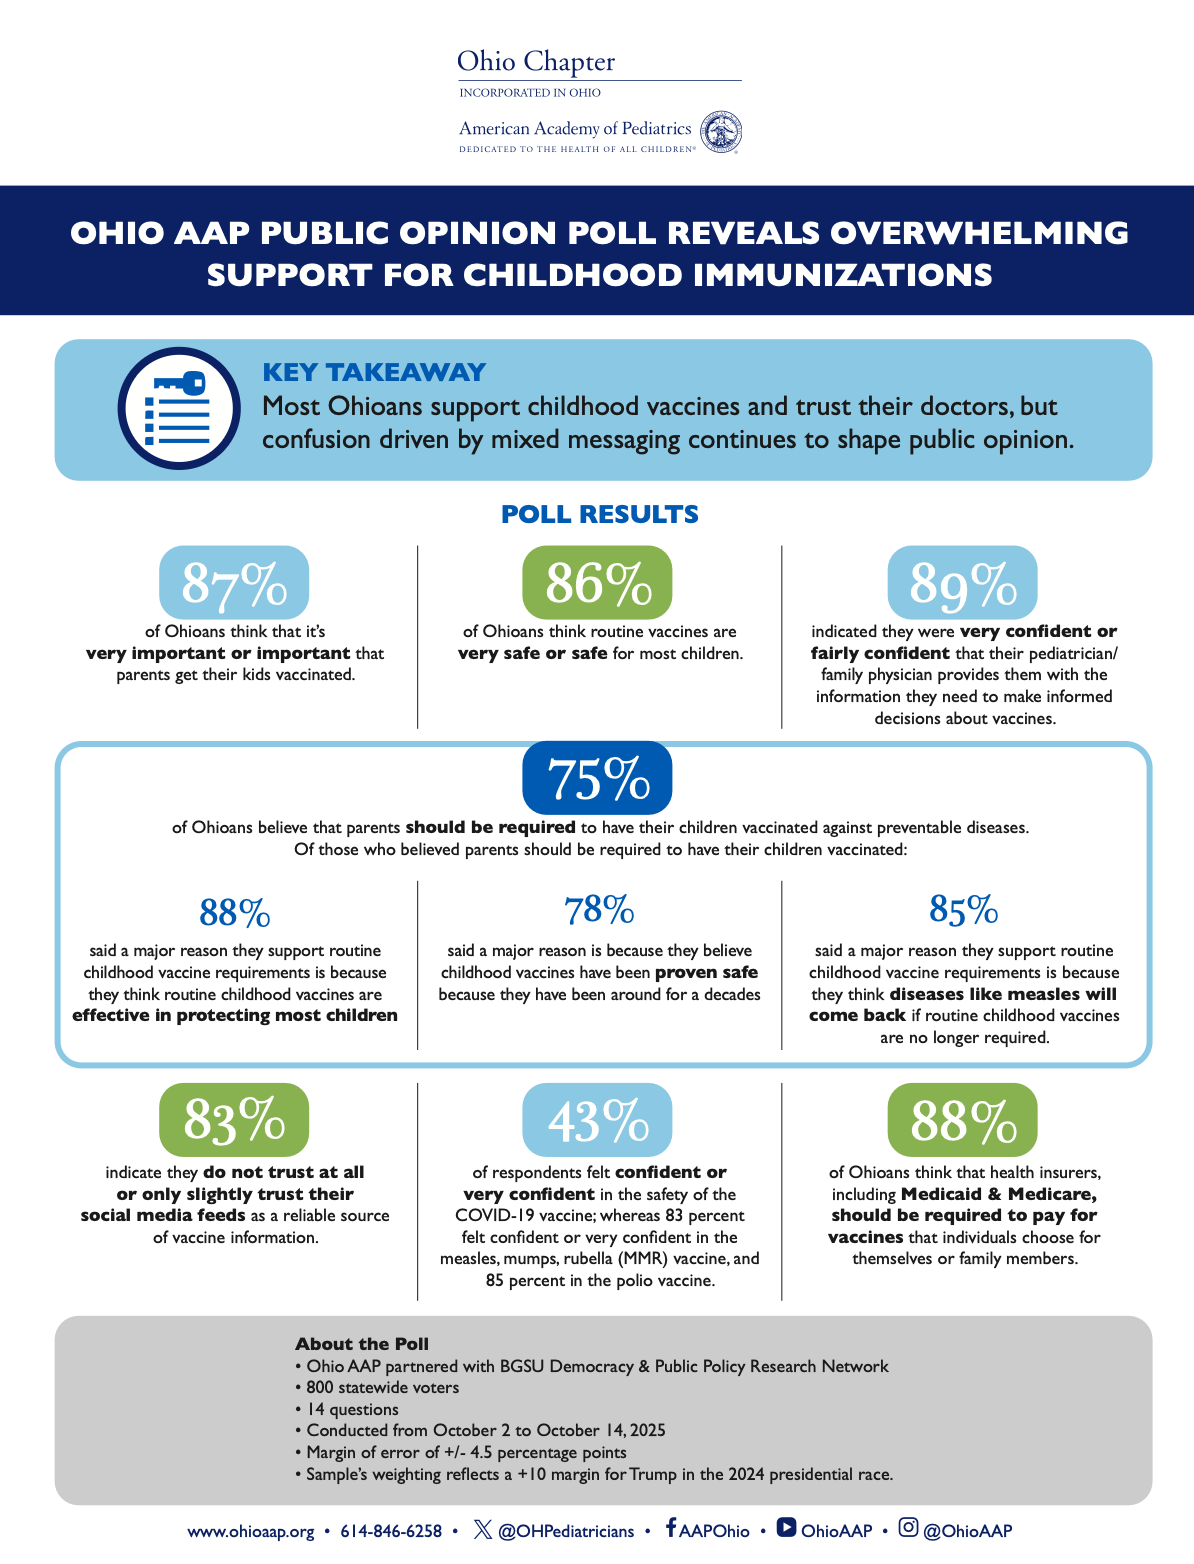 Ohio Chapter
INCORPORATED IN OHIO
American Academy of Pediatrics
DEDICATED TO THE HEALTH OF ALL CHILDREN®
OHIO AAP PUBLIC OPINION POLL REVEALS OVERWHELMING
SUPPORT FOR CHILDHOOD IMMUNIZATIONS
KEY TAKEAWAY
Most Ohioans support childhood vaccines and trust their doctors, but
confusion driven by mixed messaging continues to shape public opinion.
POLL RESULTS
87%
of Ohioans think that it's
very important or important that
parents get their kids vaccinated.
86%
of Ohioans think routine vaccines are
very safe or safe for most children.
89%
indicated they were very confident or
fairly confident that their pediatrician/
family physician provides them with the
information they need to make informed
decisions about vaccines.
75%
of Ohioans believe that parents should be required to have their children vaccinated against preventable diseases.
Of those who believed parents should be required to have their children vaccinated:
88%
said a major reason they support routine
childhood vaccine requirements is because
they think routine childhood vaccines are
effective in protecting most children
78%
said a major reason is because they believe
childhood vaccines have been proven safe
because they have been around for a decades
85%
said a major reason they support routine
childhood vaccine requirements is because
they think diseases like measles will
come back if routine childhood vaccines
are no longer required.
83%
indicate they do not trust at all
or only slightly trust their
social media feeds as a reliable source
of vaccine information.
43%
of respondents felt confident or
very confident in the safety of the
COVID-19 vaccine; whereas 83 percent
felt confident or very confident in the
measles, mumps, rubella (MMR) vaccine, and
85 percent in the polio vaccine.
88%
of Ohioans think that health insurers,
including Medicaid & Medicare,
should be required to pay for
vaccines that individuals choose for
themselves or family members.
About the Poll
• Ohio AAP partnered with BGSU Democracy & Public Policy Research Network
• 800 statewide voters
• 14 questions
• Conducted from October 2 to October 14, 2025
• Margin of error of +/- 4.5 percentage points
• Sample's weighting reflects a +10 margin for Trump in the 2024 presidential race.
www.ohioaap.org • 614-846-6258 • @OHPediatricians • AAPOhio • OhioAAP • @OhioAAP